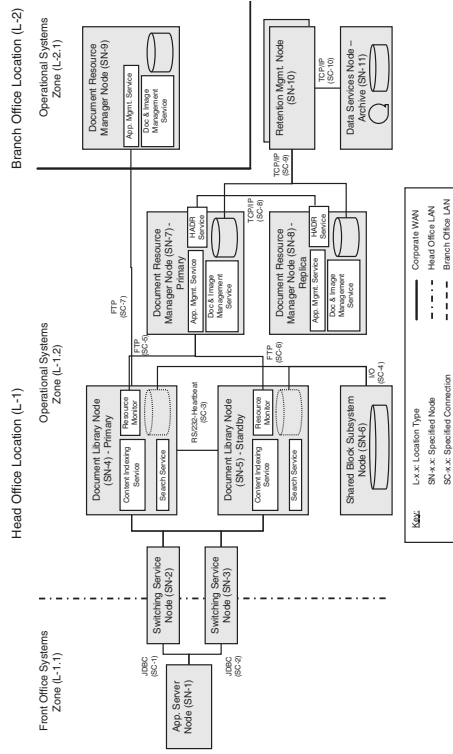 Head Office Location (L-1)
Branch Office Location (L-2)
Front Office Systems
Zone (L-1.1)
Operational Systems
Zone (L-1.2)
Operational Systems
Zone (L-2.1)
App. Server
Node (SN-1)
JDBC
(SC-1)
JDBC
(SC-2)
Switching Service
Node (SN-2)
Switching Service
Node (SN-3)
Document Library Node
(SN-4) - Primary
Content Indexing
Service
Search Service
Resource
Monitor
RS/232-Heartbeat
(SC-3)
Document Library Node
(SN-5) - Standby
Content Indexing
Service
Search Service
Resource
Monitor
Shared Block Subsystem
Node (SN-6)
I/O
(SC-4)
FTP
(SC-5)
FTP
(SC-6)
FTP
(SC-7)
Document Resource
Manager Node (SN-7) -
Primary
App. Mgmt. Service
Doc & Image
Management
Service
HADR
Service
TCP/IP
(SC-8)
Document Resource
Manager Node (SN-8) -
Replica
App. Mgmt. Service
Doc & Image
Management
Service
HADR
Service
TCP/IP
(SC-9)
Document Resource
Manager Node (SN-9)
App. Mgmt. Service
Doc & Image
Management
Service
Retention Mgmt. Node
(SN-10)
TCP/IP
(SC-10)
Data Services Node –
Archive (SN-11)
Key:
L-x.x: Location Type
SN-x.x: Specified Node
SC-x.x: Specified Connection
Corporate WAN
Head Office LAN
Branch Office LAN